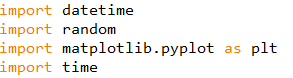 import datetime
import random
import matplotlib.pyplot as plt
import time